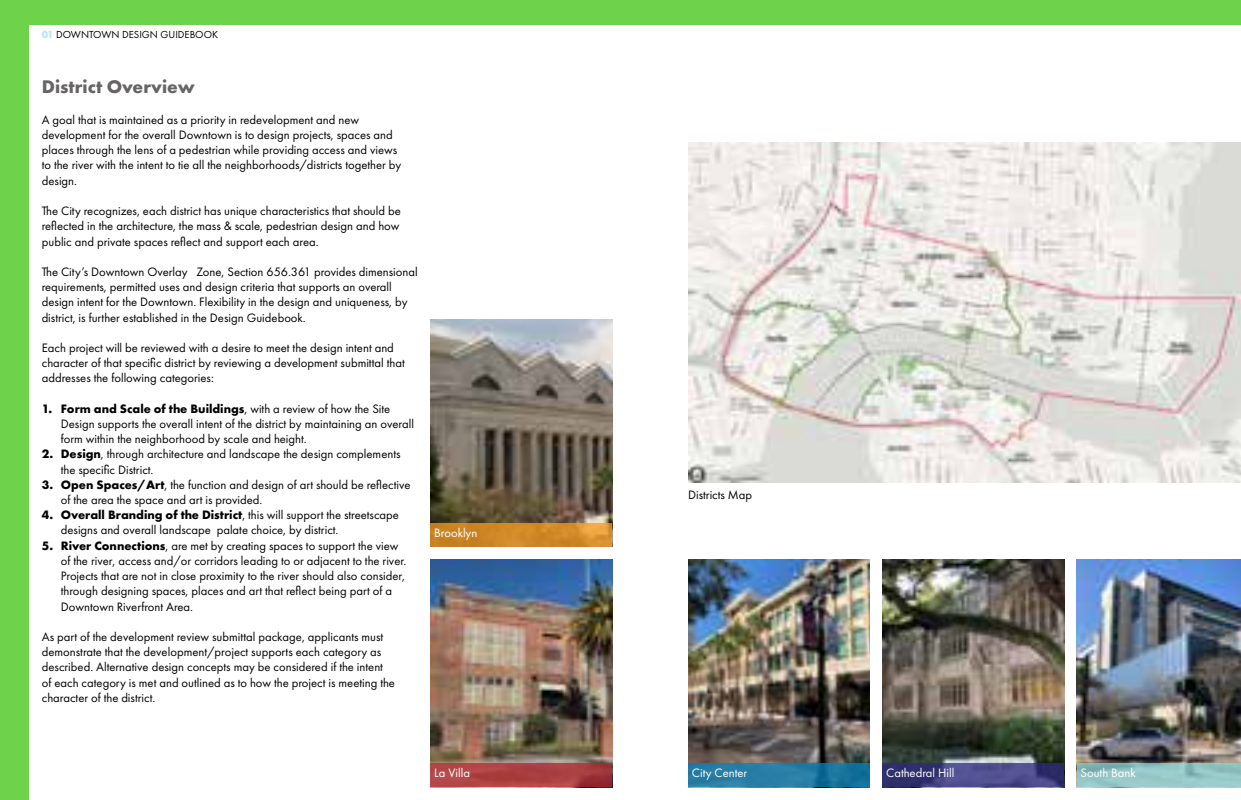 01 DOWNTOWN DESIGN GUIDEBOOK
District Overview
A goal that is maintained as a priority in redevelopment and new
development for the overall Downtown is to design projects, spaces and
places through the lens of a pedestrian while providing access and views
to the river with the intent to tie all the neighborhoods/districts together by
design.
The City recognizes, each district has unique characteristics that should be
reflected in the architecture, the mass & scale, pedestrian design and how
public and private spaces reflect and support each area.
The City's Downtown Overlay Zone, Section 656.361 provides dimensional
requirements, permitted uses and design criteria that supports an overall
design intent for the Downtown. Flexibility in the design and uniqueness, by
district, is further established in the Design Guidebook.
Each project will be reviewed with a desire to meet the design intent and
character of that specific district by reviewing a development submittal that
addresses the following categories:
1. Form and Scale of the Buildings, with a review of how the Site
Design supports the overall intent of the district by maintaining an overall
form within the neighborhood by scale and height.
2. Design, through architecture and landscape the design complements
the specific District.
3. Open Spaces/Art, the function and design of art should be reflective
of the area the space and art is provided.
4. Overall Branding of the District, this will support the streetscape
designs and overall landscape palate choice, by district.
5. River Connections, are met by creating spaces to support the view
of the river, access and/or corridors leading to or adjacent to the river.
Projects that are not in close proximity to the river should also consider,
through designing spaces, places and art that reflect being part of a
Downtown Riverfront Area.
As part of the development review submittal package, applicants must
demonstrate that the development/project supports each category as
described. Alternative design concepts may be considered if the intent
of each category is met and outlined as to how the project is meeting the
character of the district.
Brooklyn
La Villa
Districts Map
City Center
Cathedral Hill
South Bank